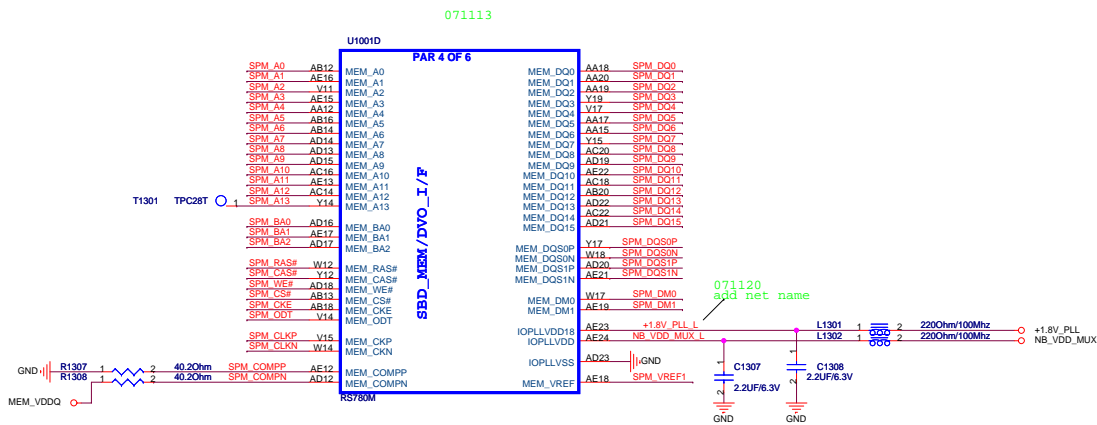 071113
U1001D
PAR 4 OF 6
SPM_A0 AB12 MEM_A0 MEM_DQ0 AA18 SPM_DQ0
SPM_A1 AE16 MEM_A1 MEM_DQ1 AA20 SPM_DQ1
SPM_A2 V11 MEM_A2 MEM_DQ2 AA19 SPM_DQ2
SPM_A3 AE15 MEM_A3 MEM_DQ3 Y19 SPM_DQ3
SPM_A4 AA12 MEM_A4 MEM_DQ4 V17 SPM_DQ4
SPM_A5 AB16 MEM_A5 MEM_DQ5 AA17 SPM_DQ5
SPM_A6 AB14 MEM_A6 MEM_DQ6 AA15 SPM_DQ6
SPM_A7 AD14 MEM_A7 MEM_DQ7 Y15 SPM_DQ7
SPM_A8 AD13 MEM_A8 MEM_DQ8 AC20 SPM_DQ8
SPM_A9 AD15 MEM_A9 MEM_DQ9 AD19 SPM_DQ9
SPM_A10 AC16 MEM_A10 MEM_DQ10 AE22 SPM_DQ10
SPM_A11 AE13 MEM_A11 MEM_DQ11 AC18 SPM_DQ11
SPM_A12 AC14 MEM_A12 MEM_DQ12 AB20 SPM_DQ12
T1301 TPC28T 1 SPM_A13 Y14 MEM_A13 MEM_DQ13 AD22 SPM_DQ13
MEM_DQ14 AC22 SPM_DQ14
SPM_BA0 AD16 MEM_BA0 MEM_DQ15 AD21 SPM_DQ15
SPM_BA1 AE17 MEM_BA1
SPM_BA2 AD17 MEM_BA2 MEM_DQS0P Y17 SPM_DQS0P
MEM_DQS0N W18 SPM_DQS0N
SPM_RAS# W12 MEM_RAS# MEM_DQS1P AD20 SPM_DQS1P
SPM_CAS# Y12 MEM_CAS# MEM_DQS1N AE21 SPM_DQS1N
SPM_WE# AD18 MEM_WE#
SPM_CS# AB13 MEM_CS# MEM_DM0 W17 SPM_DM0
SPM_CKE AB18 MEM_CKE MEM_DM1 AE19 SPM_DM1
SPM_ODT V14 MEM_ODT
SBD_MEM/DVO_I/F
071120
add net name
IOPLLVDD18 AE23 +1.8V_PLL_L L1301 1 2 220Ohm/100Mhz +1.8V_PLL
SPM_CLKP V15 MEM_CKP IOPLLVDD AE24 NB_VDD_MUX_L L1302 1 2 220Ohm/100Mhz NB_VDD_MUX
SPM_CLKN W14 MEM_CKN
IOPLLVSS AD23 GND
GND R1307 1 2 40.2Ohm SPM_COMPP AE12 MEM_COMPP
R1308 1 2 40.2Ohm SPM_COMPN AD12 MEM_COMPN MEM_VREF AE18 SPM_VREF1
MEM_VDDQ
RS780M
1 C1307 2.2UF/6.3V 2 GND
1 C1308 2.2UF/6.3V 2 GND